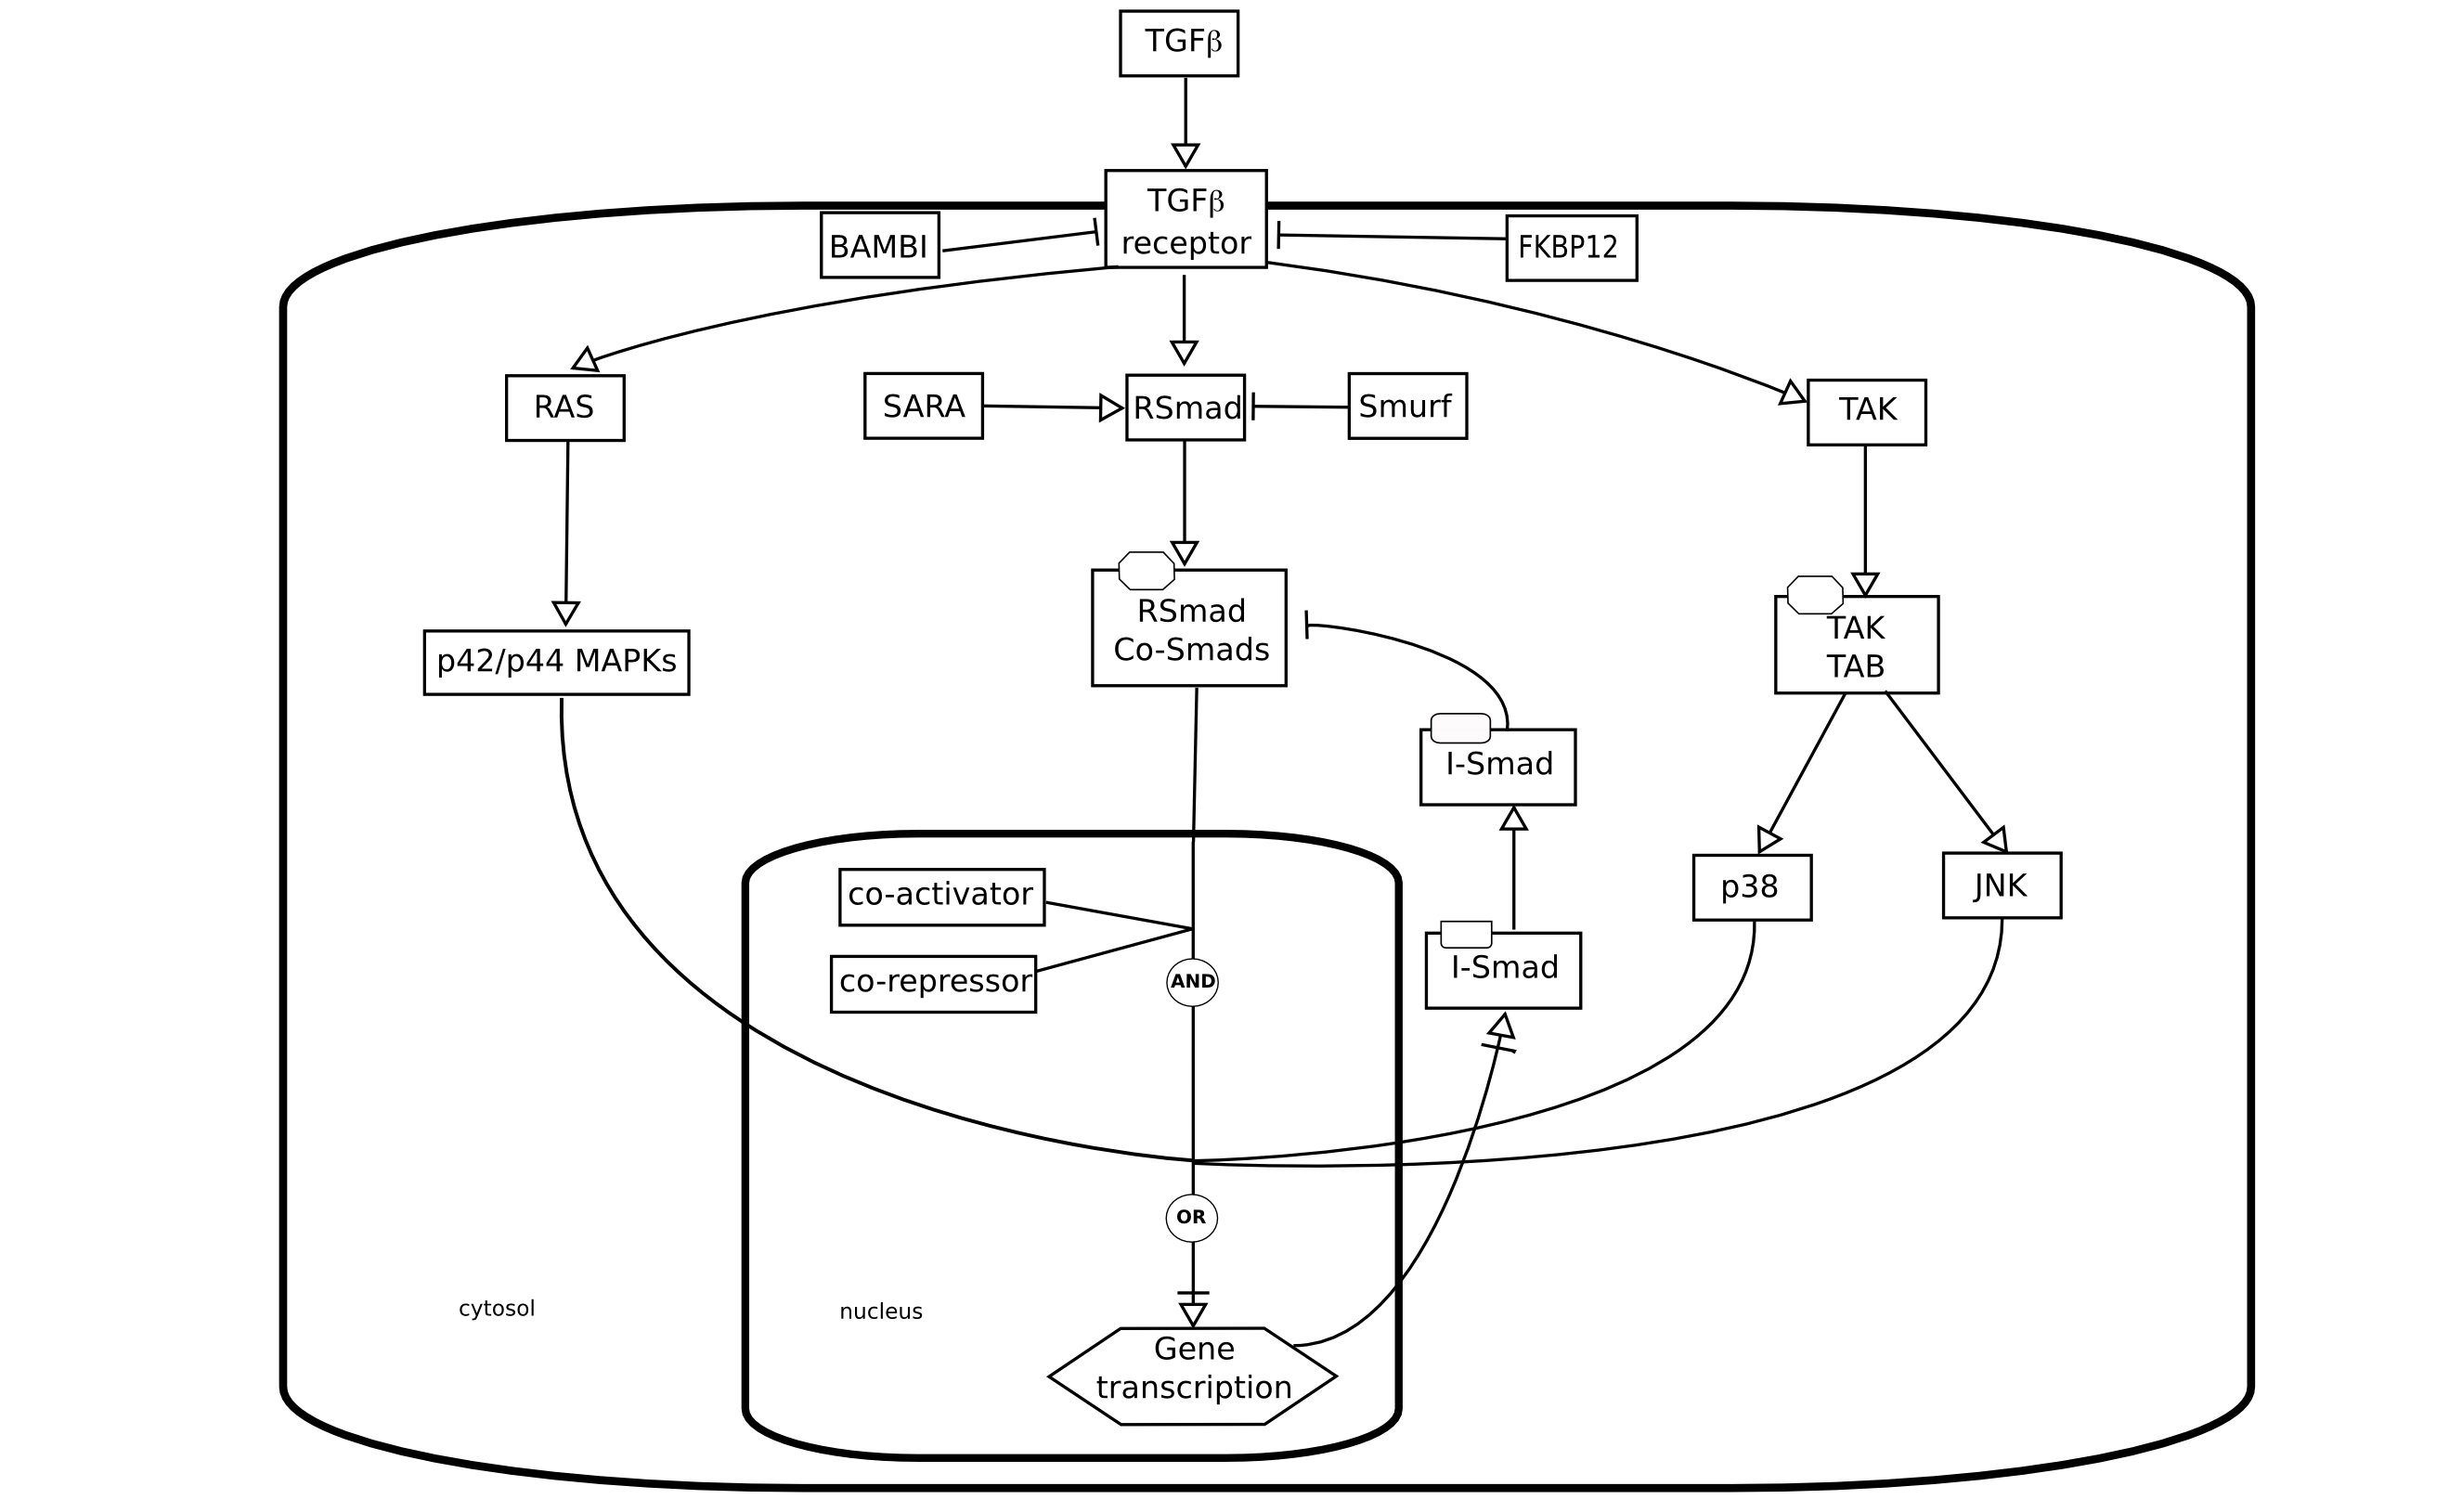 TGFβ
TGFβ
receptor
BAMBI
FKBP12
RAS
SARA
RSmad
Smurf
TAK
RSmad
Co-Smads
TAK
TAB
p42/p44 MAPKs
I-Smad
co-activator
p38
JNK
co-repressor
AND
I-Smad
OR
cytosol
nucleus
Gene
transcription